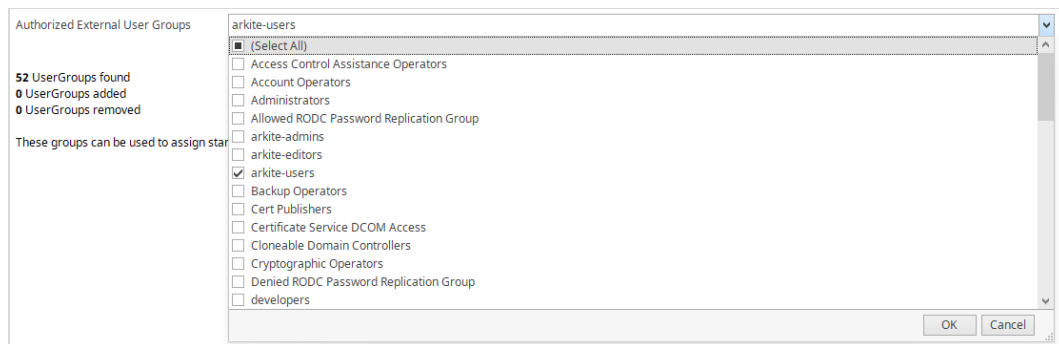 Authorized External User Groups
arkite-users
(Select All)
Access Control Assistance Operators
Account Operators
Administrators
Allowed RODC Password Replication Group
arkite-admins
arkite-editors
arkite-users
Backup Operators
Cert Publishers
Certificate Service DCOM Access
Cloneable Domain Controllers
Cryptographic Operators
Denied RODC Password Replication Group
developers
OK
Cancel
52 UserGroups found
0 UserGroups added
0 UserGroups removed
These groups can be used to assign star